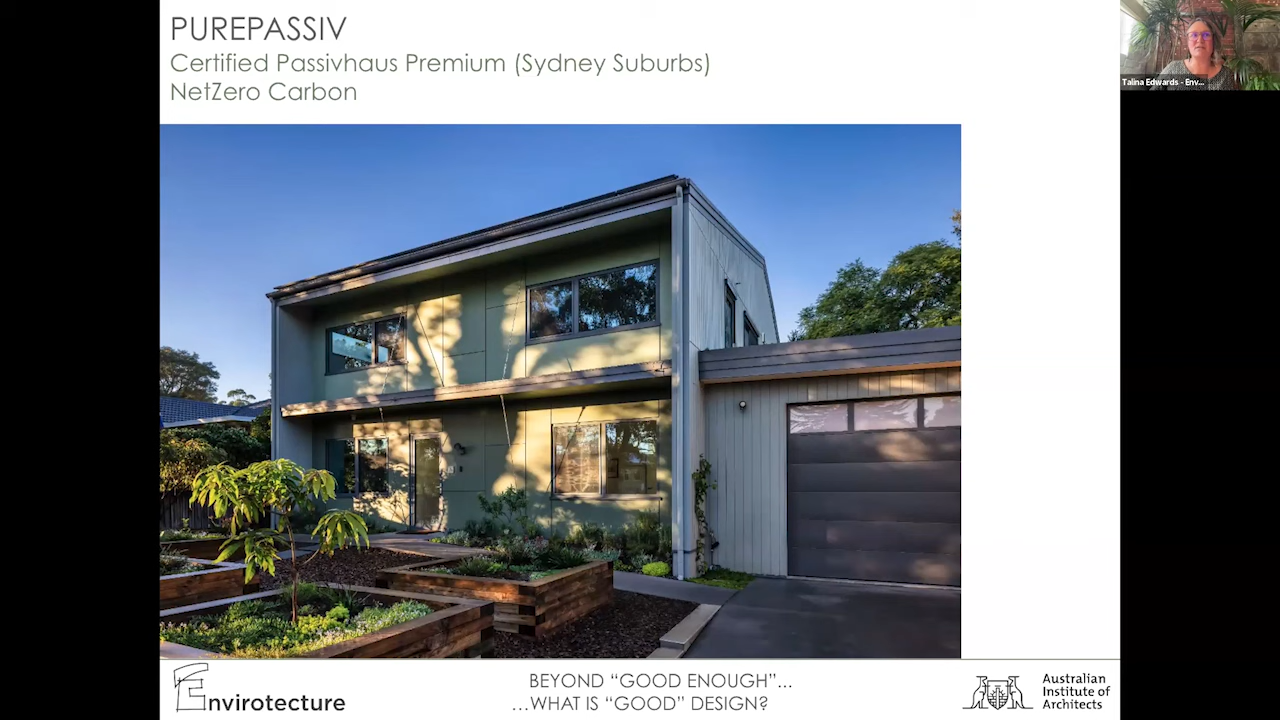 PUREPASSIV
Certified Passivhaus Premium (Sydney Suburbs)
NetZero Carbon
Talina Edwards - Env...
Envirotecture
BEYOND “GOOD ENOUGH”...
...WHAT IS “GOOD” DESIGN?
Australian
Institute of
Architects